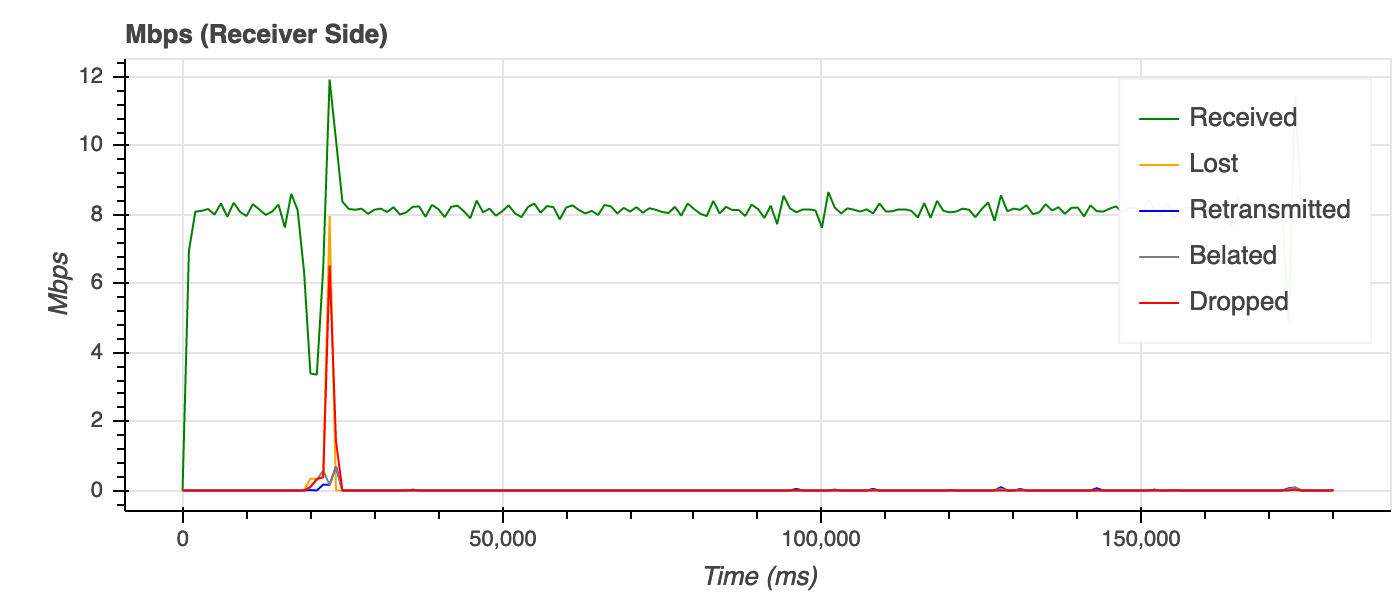 Mbps (Receiver Side)
12
10
8
6
4
2
0
Mbps
Received
Lost
Retransmitted
Belated
Dropped
0
50,000
100,000
150,000
Time (ms)